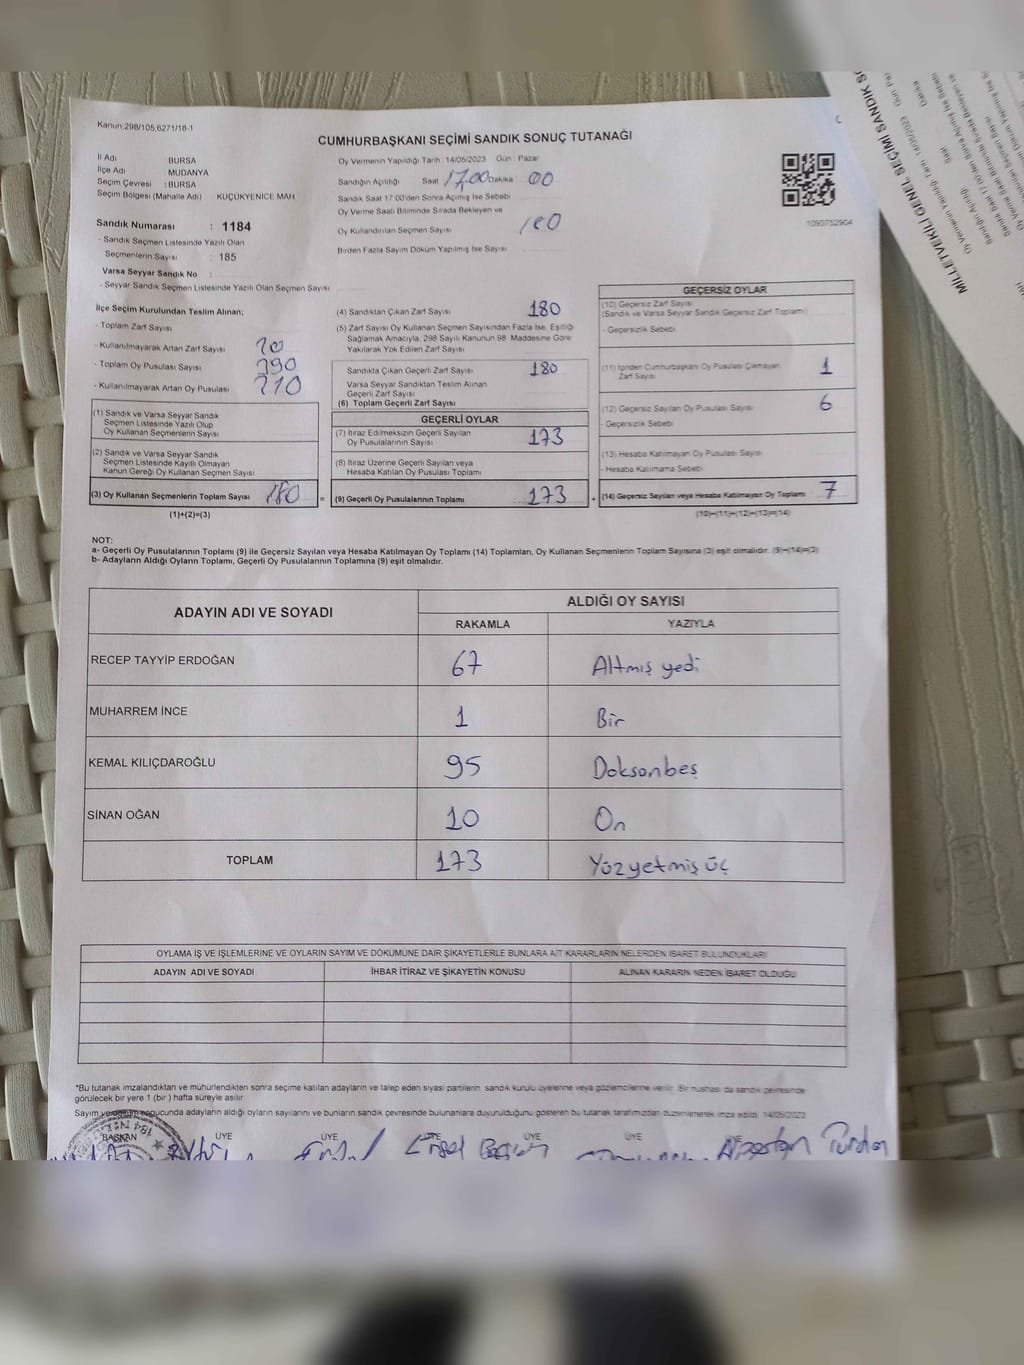 Kanun:298/105,6271/18-1
CUMHURBAŞKANI SEÇİMİ SANDIK SONUÇ TUTANAĞI
İl Adı BURSA
İlçe Adı MUDANYA
Seçim Çevresi : BURSA
Seçim Bölgesi (Mahalle Adı) KÜÇÜKYENİCE MAH
Sandık Numarası : 1184
- Sandık Seçmen Listesinde Yazılı Olan
Seçmenlerin Sayısı : 185
Varsa Seyyar Sandık No :
- Seyyar Sandık Seçmen Listesinde Yazılı Olan Seçmen Sayısı :
Oy Vermenin Yapıldığı Tarih :14/05/2023 Gün : Pazar
Sandığın Açıldığı Saat 17,00 Dakika 00
Sandık Saat 17:00'den Sonra Açılmış İse Sebebi
Oy Verme Saati Bitiminde Sırada Bekleyen ve
Oy Kullandırılan Seçmen Sayısı 180
Birden Fazla Sayım Döküm Yapılmış İse Sayısı
1093752904
İlçe Seçim Kurulundan Teslim Alınan;
- Toplam Zarf Sayısı
- Kullanılmayarak Artan Zarf Sayısı
- Toplam Oy Pusulası Sayısı
- Kullanılmayarak Artan Oy Pusulası 210
(1) Sandık ve Varsa Seyyar Sandık
Seçmen Listesinde Yazılı Olup
Oy Kullanan Seçmenlerin Sayısı
(2) Sandık ve Varsa Seyyar Sandık
Seçmen Listesinde Kayıtlı Olmayan
Kanun Gereği Oy Kullanan Seçmen Sayısı
(3) Oy Kullanan Seçmenlerin Toplam Sayısı 180
(1)+(2)=(3)
(4) Sandıktan Çıkan Zarf Sayısı 180
(5) Zarf Sayısı Oy Kullanan Seçmen Sayısından Fazla İse, Eşitliği
Sağlamak Amacıyla, 298 Sayılı Kanunun 98. Maddesine Göre
Yakılarak Yok Edilen Zarf Sayısı
Sandıkta Çıkan Geçerli Zarf Sayısı 180
Varsa Seyyar Sandıktan Teslim Alınan
Geçerli Zarf Sayısı
(6) Toplam Geçerli Zarf Sayısı
GEÇERLİ OYLAR
(7) İtiraz Edilmeksizin Geçerli Sayılan
Oy Pusulalarının Sayısı 173
(8) İtiraz Üzerine Geçerli Sayılan veya
Hesaba Katılan Oy Pusulası Toplamı
= (9) Geçerli Oy Pusulalarının Toplamı : 173 +
GEÇERSİZ OYLAR
(10) Geçersiz Zarf Sayısı
(Sandık ve Varsa Seyyar Sandık Geçersiz Zarf Toplamı)
- Geçersizlik Sebebi
(11) İçinden Cumhurbaşkanı Oy Pusulası Çıkmayan
Zarf Sayısı 1
(12) Geçersiz Sayılan Oy Pusulası Sayısı 6
- Geçersizlik Sebebi
(13) Hesaba Katılmayan Oy Pusulası Sayısı
- Hesaba Katılmama Sebebi
(14) Geçersiz Sayılan veya Hesaba Katılmayan Oy Toplamı 7
(10)+(11)+(12)+(13)=(14)
NOT:
a- Geçerli Oy Pusulalarının Toplamı (9) ile Geçersiz Sayılan veya Hesaba Katılmayan Oy Toplamı (14) Toplamları, Oy Kullanan Seçmenlerin Toplam Sayısına (3) eşit olmalıdır. (9)+(14)=(3)
b- Adayların Aldığı Oyların Toplamı, Geçerli Oy Pusulalarının Toplamına (9) eşit olmalıdır.
ADAYIN ADI VE SOYADI ALDIĞI OY SAYISI
RAKAMLA YAZIYLA
RECEP TAYYİP ERDOĞAN 67 Altmış yedi
MUHARREM İNCE 1 Bir
KEMAL KILIÇDAROĞLU 95 Doksanbeş
SİNAN OĞAN 10 On
TOPLAM 173 Yüzyetmiş üç
OYLAMA İŞ VE İŞLEMLERİNE VE OYLARIN SAYIM VE DÖKÜMÜNE DAİR ŞİKAYETLERLE BUNLARA AİT KARARLARIN NELERDEN İBARET BULUNDUKLARI
ADAYIN ADI VE SOYADI İHBAR İTİRAZ VE ŞİKAYETİN KONUSU ALINAN KARARIN NEDEN İBARET OLDUĞU
*Bu tutanak imzalandıktan ve mühürlendikten sonra seçime katılan adayların ve talep eden siyasi partilerin sandık kurulu üyelerine veya gözlemcilerine verilir. Bir nüshası da sandık çevresinde
görülecek bir yere 1 (bir) hafta süreyle asılır.
Sayım ve döküm sonucunda adayların aldığı oyların sayılarını ve bunların sandık çevresinde bulunanlara duyurulduğunu gösteren bu tutanak tarafımızdan düzenlenerek imza edildi. 14/05/2023
BAŞKAN ÜYE ÜYE ÜYE ÜYE ÜYE
MİLLETVEKİLİ GENEL SEÇİMİ SANDIK SO